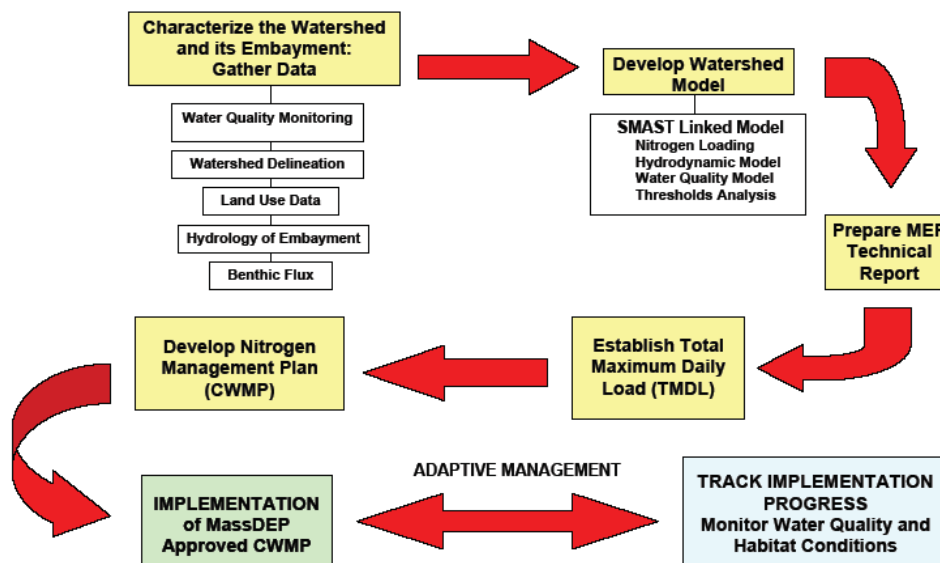 Characterize the Watershed
and its Embayment:
Gather Data
Water Quality Monitoring
Watershed Delineation
Land Use Data
Hydrology of Embayment
Benthic Flux
Develop Watershed
Model
SMAST Linked Model
Nitrogen Loading
Hydrodynamic Model
Water Quality Model
Thresholds Analysis
Prepare MEP
Technical
Report
Establish Total
Maximum Daily
Load (TMDL)
Develop Nitrogen
Management Plan
(CWMP)
IMPLEMENTATION
of MassDEP
Approved CWMP
ADAPTIVE MANAGEMENT
TRACK IMPLEMENTATION
PROGRESS
Monitor Water Quality and
Habitat Conditions